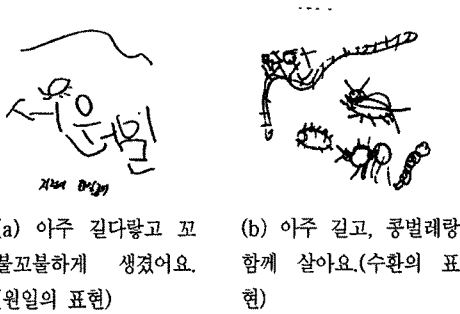 (a) 아주 길다랗고 꼬
불꼬불하게 생겼어요.
(원일의 표현)
(b) 아주 길고, 콩벌레랑
함께 살아요.(수환의 표
현)